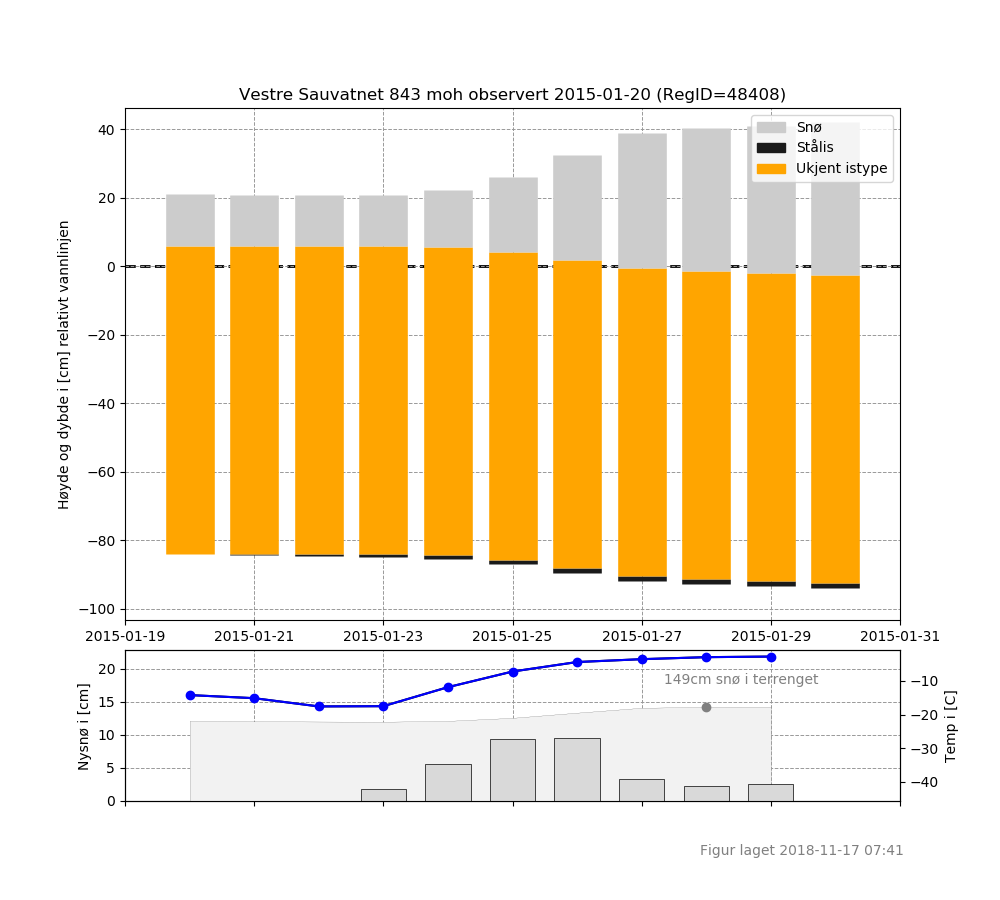 Vestre Sauvatnet 843 moh observert 2015-01-20 (RegID=48408)
Høyde og dybde i [cm] relativt vannlinjen
40
20
0
−20
−40
−60
−80
−100
Snø
Stålis
Ukjent istype
2015-01-19 2015-01-21 2015-01-23 2015-01-25 2015-01-27 2015-01-29 2015-01-31
Nysnø i [cm]
20
15
10
5
0
149cm snø i terrenget
−10
−20
−30
−40
Temp i [C]
Figur laget 2018-11-17 07:41